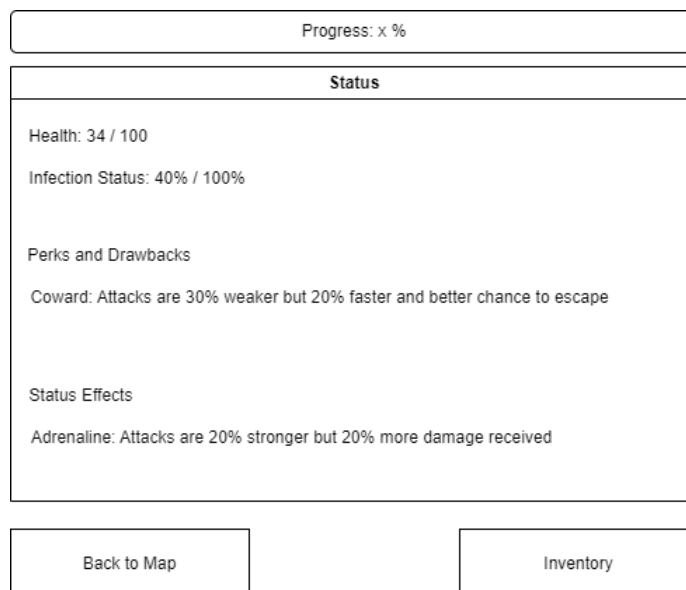 Progress: x %
Status
Health: 34 / 100
Infection Status: 40% / 100%
Perks and Drawbacks
Coward: Attacks are 30% weaker but 20% faster and better chance to escape
Status Effects
Adrenaline: Attacks are 20% stronger but 20% more damage received
Back to Map
Inventory